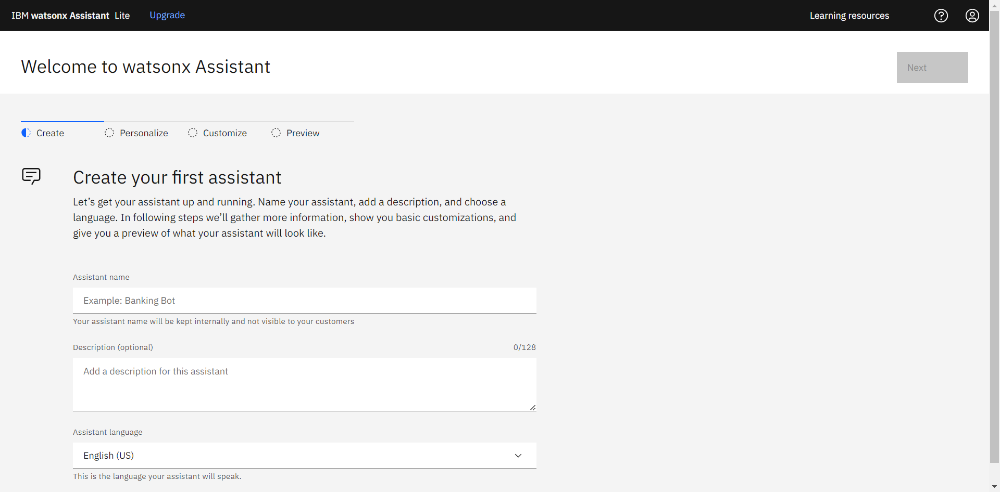 IBM watsonx Assistant Lite Upgrade Learning resources
Welcome to watsonx Assistant
Next
Create Personalize Customize Preview
Create your first assistant
Let’s get your assistant up and running. Name your assistant, add a description, and choose a
language. In following steps we’ll gather more information, show you basic customizations, and
give you a preview of what your assistant will look like.
Assistant name
Example: Banking Bot
Your assistant name will be kept internally and not visible to your customers
Description (optional) 0/128
Add a description for this assistant
Assistant language
English (US)
This is the language your assistant will speak.